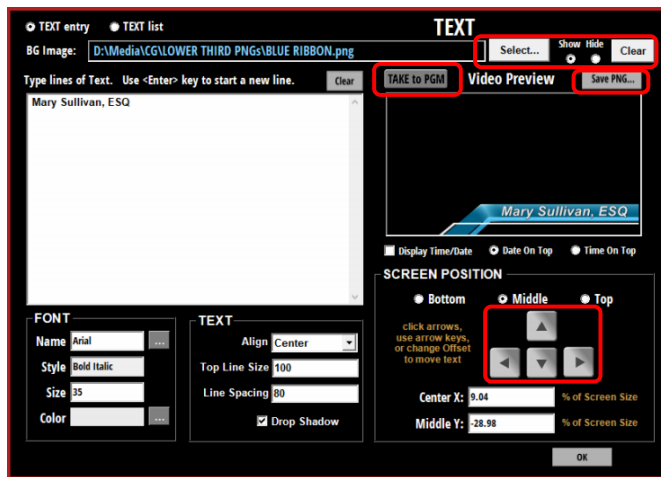 TEXT
TEXT entry TEXT list
BG Image: D:\Media\CG\LOWER THIRD PNGs\BLUE RIBBON.png Select... Show Hide Clear
Type lines of Text. Use <Enter> key to start a new line. Clear
TAKE to PGM Video Preview Save PNG...
Mary Sullivan, ESQ
Mary Sullivan, ESQ
Display Time/Date Date On Top Time On Top
FONT
Name Arial ...
Style Bold Italic
Size 35
Color ...
TEXT
Align Center
Top Line Size 100
Line Spacing 80
Drop Shadow
SCREEN POSITION
Bottom Middle Top
click arrows,
use arrow keys,
or change Offset
to move text
Center X: 9.04 % of Screen Size
Middle Y: -28.98 % of Screen Size
OK